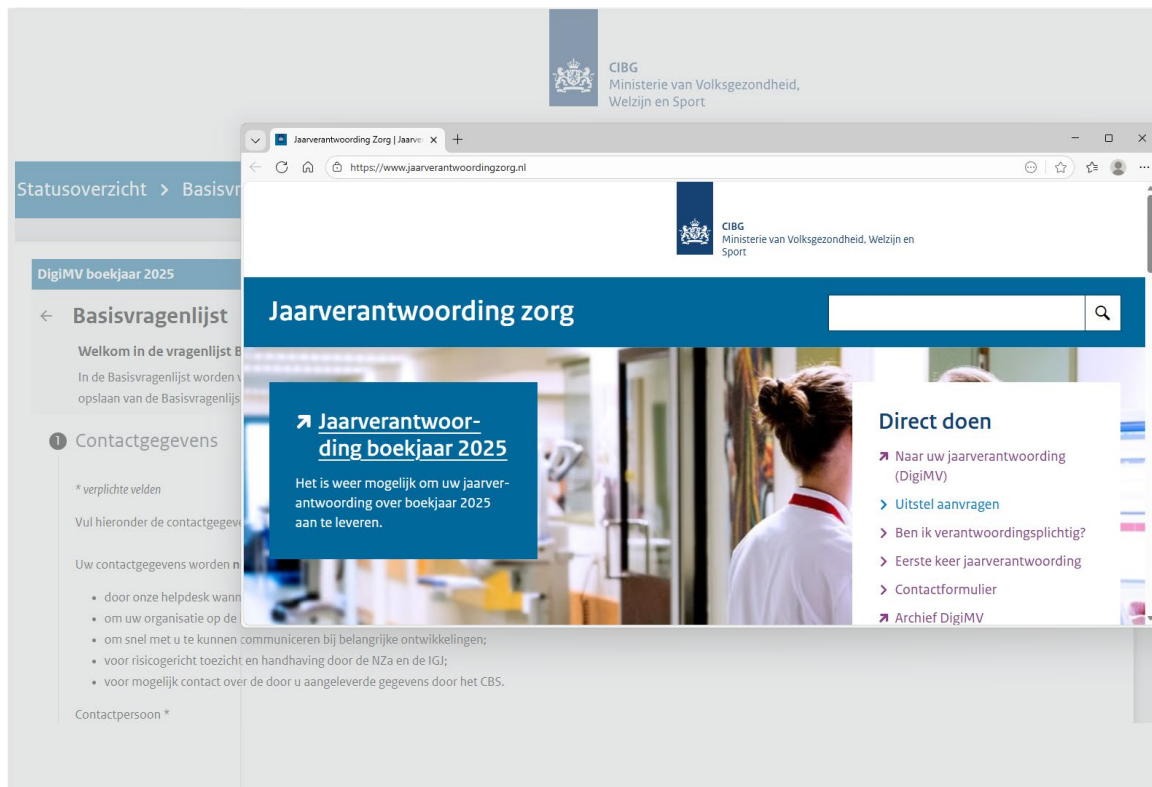 CIBG
Ministerie van Volksgezondheid,
Welzijn en Sport
Jaarverantwoording Zorg | Jaarve
https://www.jaarverantwoordingzorg.nl
CIBG
Ministerie van Volksgezondheid, Welzijn en
Sport
Jaarverantwoording zorg
Jaarverantwoor-
ding boekjaar 2025
Het is weer mogelijk om uw jaarver-
antwoording over boekjaar 2025
aan te leveren.
Direct doen
Naar uw jaarverantwoording
(DigiMV)
Uitstel aanvragen
Ben ik verantwoordingsplichtig?
Eerste keer jaarverantwoording
Contactformulier
Archief DigiMV
Statusoverzicht > Basisvr
DigiMV boekjaar 2025
Basisvragenlijst
Welkom in de vragenlijst B
In de Basisvragenlijst worden v
opslaan van de Basisvragenlijs
1 Contactgegevens
* verplichte velden
Vul hieronder de contactgegeve
Uw contactgegevens worden n
• door onze helpdesk wann
• om uw organisatie op de
• om snel met u te kunnen communiceren bij belangrijke ontwikkelingen;
• voor risicogericht toezicht en handhaving door de NZa en de IGJ;
• voor mogelijk contact over de door u aangeleverde gegevens door het CBS.
Contactpersoon *